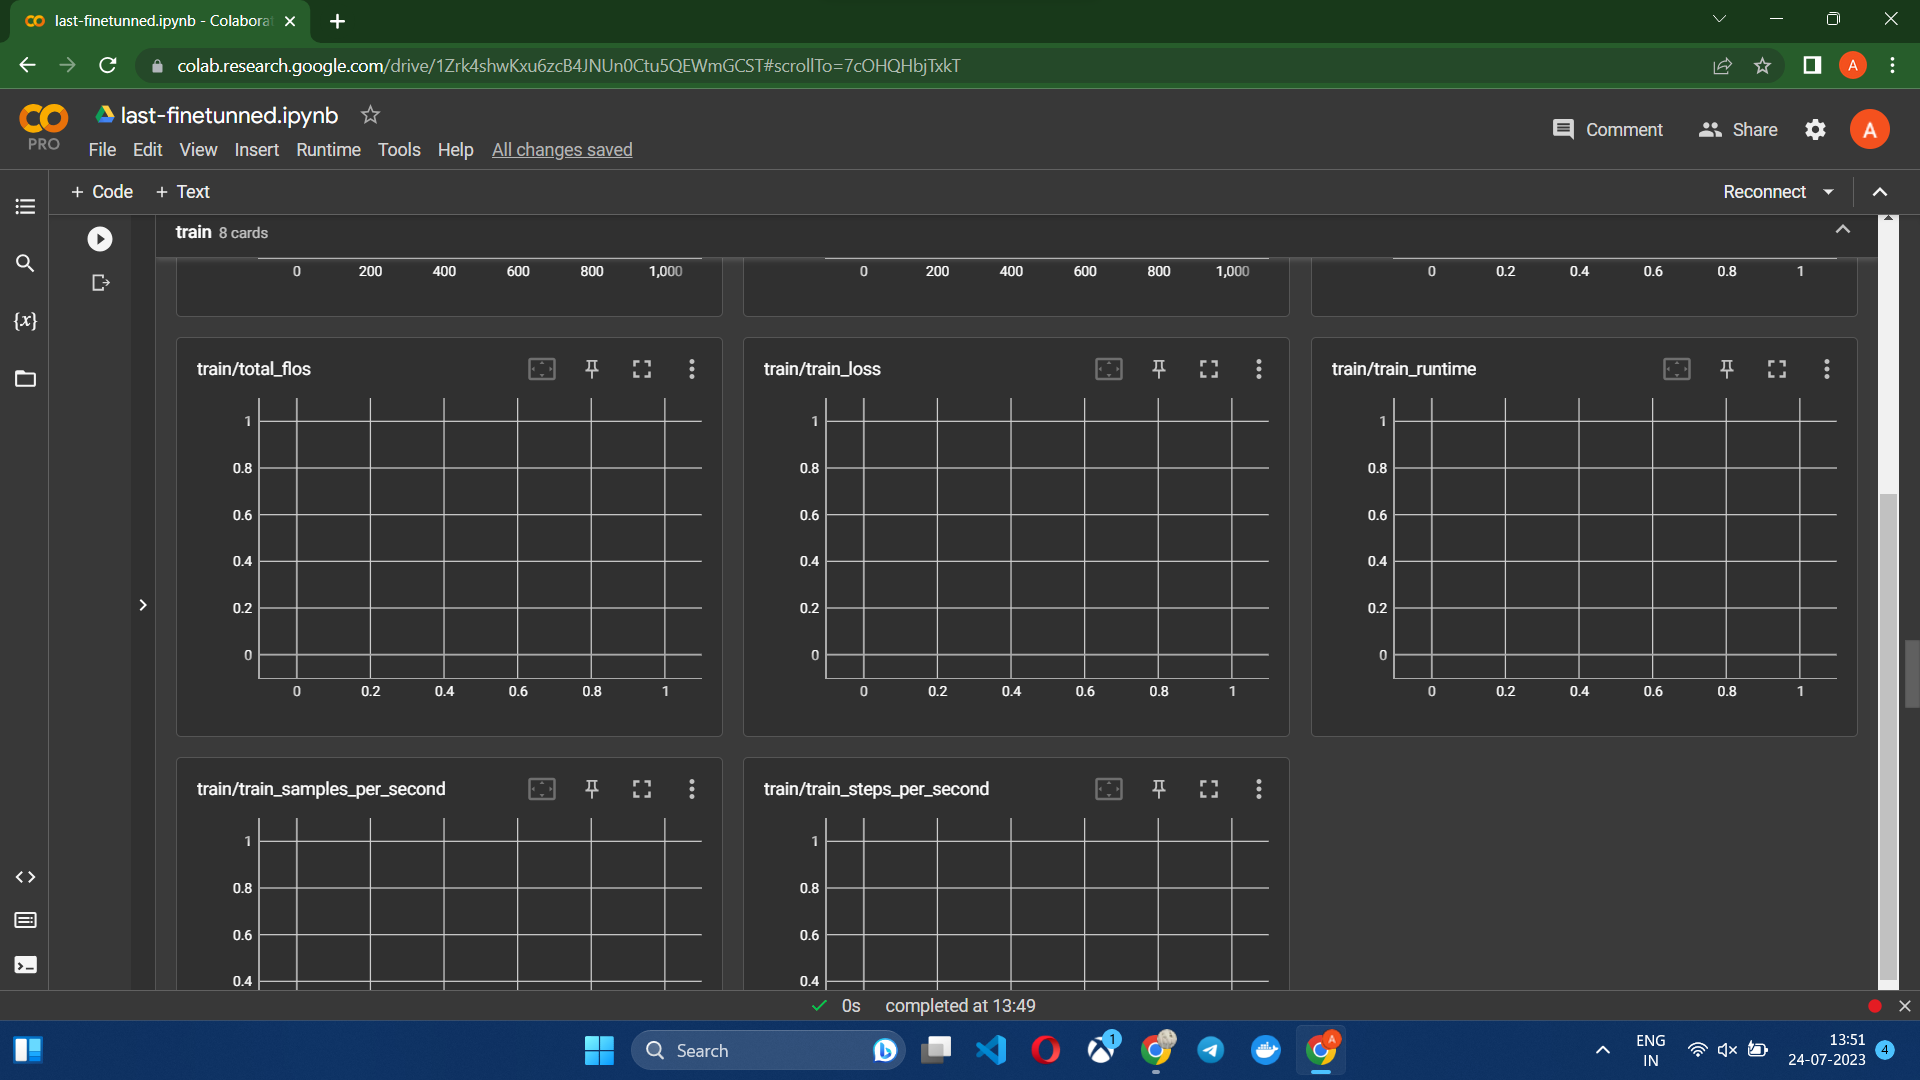 last-finetunned.ipynb - Colaborat
colab.research.google.com/drive/1Zrk4shwKxu6zcB4JNUn0Ctu5QEWmGCST#scrollTo=7cOHQHbjTxkT
A
PRO
last-finetunned.ipynb
File Edit View Insert Runtime Tools Help All changes saved
Comment Share A
+ Code + Text Reconnect
{x}
train 8 cards
0 200 400 600 800 1,000
0 200 400 600 800 1,000
0 0.2 0.4 0.6 0.8 1
train/total_flos
1
0.8
0.6
0.4
0.2
0
0 0.2 0.4 0.6 0.8 1
train/train_loss
1
0.8
0.6
0.4
0.2
0
0 0.2 0.4 0.6 0.8 1
train/train_runtime
1
0.8
0.6
0.4
0.2
0
0 0.2 0.4 0.6 0.8 1
train/train_samples_per_second
1
0.8
0.6
0.4
train/train_steps_per_second
1
0.8
0.6
0.4
0s completed at 13:49
Search
1
A
ENG
IN
13:51
24-07-2023
4